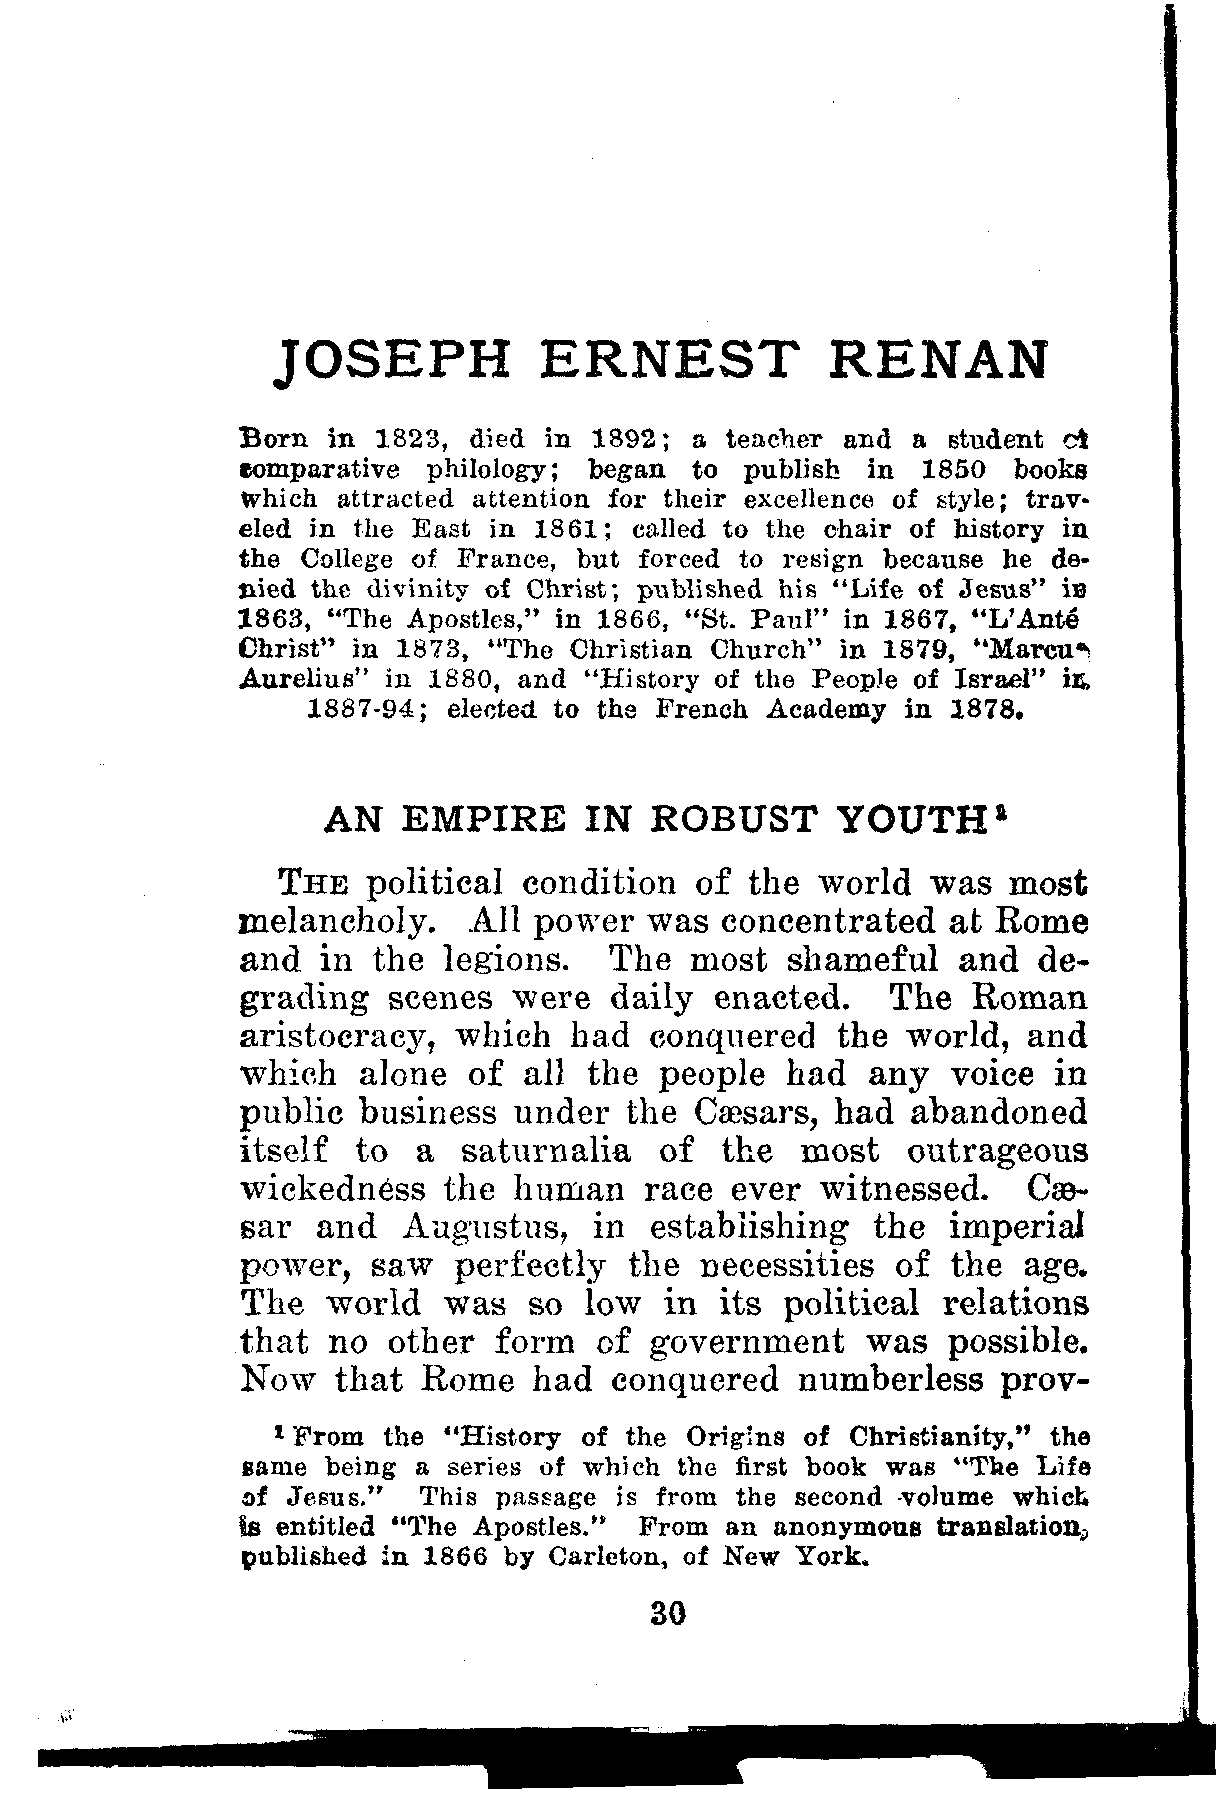 JOSEPH ERNEST RENAN
Born in 1823, died in 1892; a teacher and a student of
comparative philology; began to publish in 1850 books
which attracted attention for their excellence of style; trav-
eled in the East in 1861; called to the chair of history in
the College of France, but forced to resign because he de-
nied the divinity of Christ; published his "Life of Jesus" in
1863, "The Apostles," in 1866, "St. Paul" in 1867, "L'Anté
Christ" in 1873, "The Christian Church" in 1879, "Marcus
Aurelius" in 1880, and "History of the People of Israel" in
1887-94; elected to the French Academy in 1878.
AN EMPIRE IN ROBUST YOUTH¹
THE political condition of the world was most
melancholy. All power was concentrated at Rome
and in the legions. The most shameful and de-
grading scenes were daily enacted. The Roman
aristocracy, which had conquered the world, and
which alone of all the people had any voice in
public business under the Cæsars, had abandoned
itself to a saturnalia of the most outrageous
wickedness the human race ever witnessed. Cæ-
sar and Augustus, in establishing the imperial
power, saw perfectly the necessities of the age.
The world was so low in its political relations
that no other form of government was possible.
Now that Rome had conquered numberless prov-
¹ From the "History of the Origins of Christianity," the
same being a series of which the first book was "The Life
of Jesus." This passage is from the second volume which
is entitled "The Apostles." From an anonymous translation,
published in 1866 by Carleton, of New York.
30